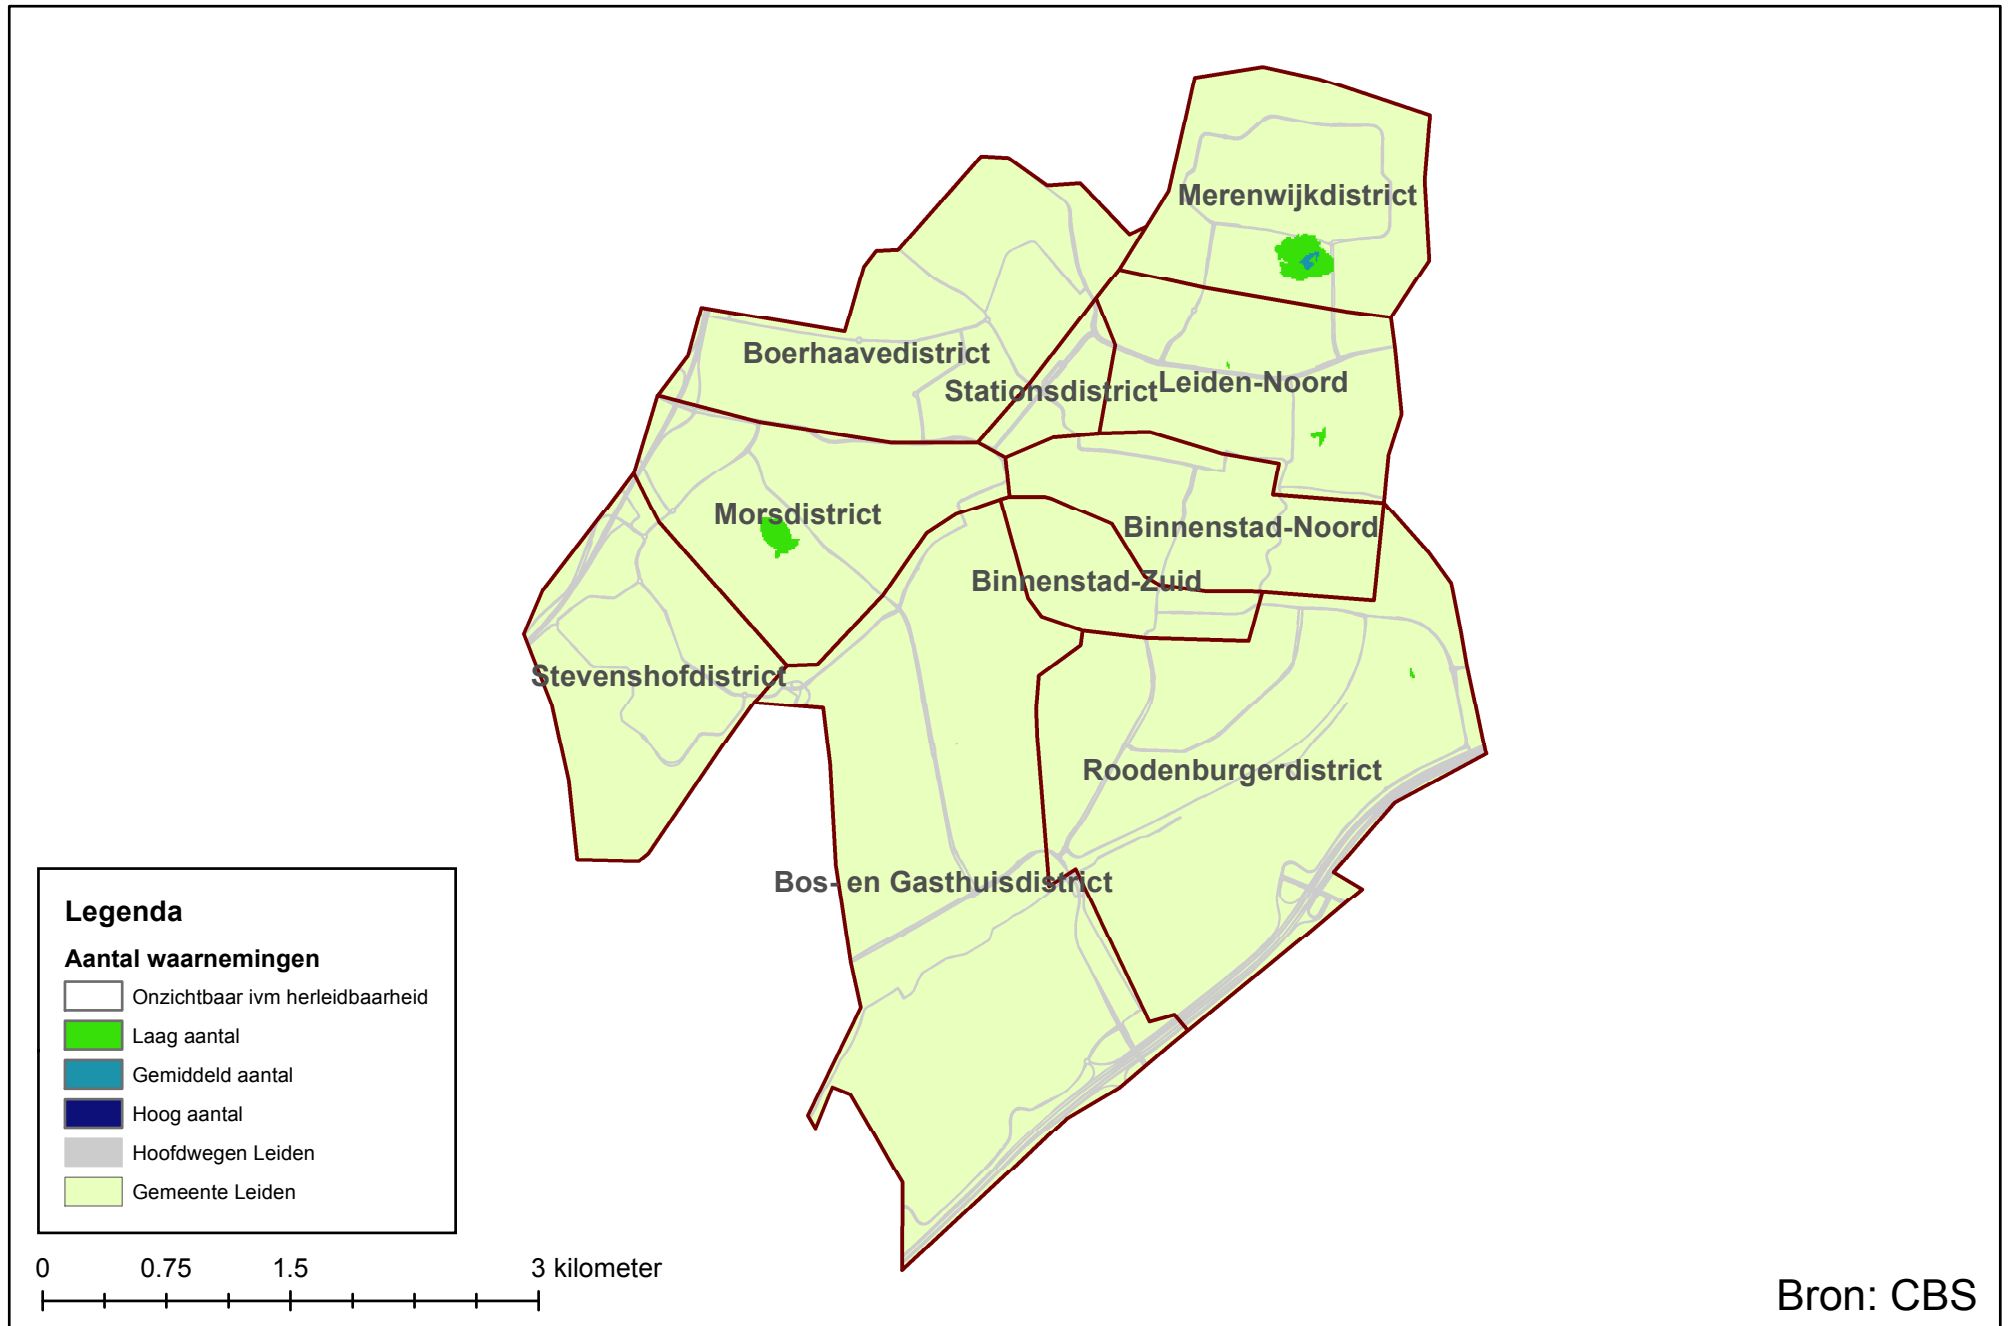 Merenwijkdistrict
Boerhaavedistrict
Stationsdistrict
Leiden-Noord
Morsdistrict
Binnenstad-Noord
Binnenstad-Zuid
Stevenshofdistrict
Roodenburgerdistrict
Bos- en Gasthuisdistrict
Legenda
Aantal waarnemingen
Onzichtbaar ivm herleidbaarheid
Laag aantal
Gemiddeld aantal
Hoog aantal
Hoofdwegen Leiden
Gemeente Leiden
0 0.75 1.5 3 kilometer
Bron: CBS